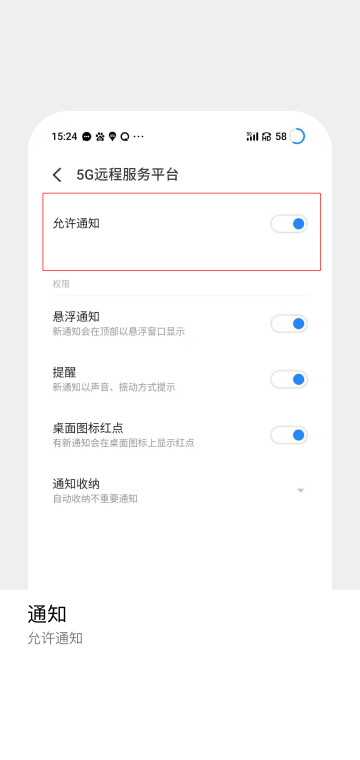 15:24 58
5G远程服务平台
允许通知
权限
悬浮通知
新通知会在顶部以悬浮窗口显示
提醒
新通知以声音、振动方式提示
桌面图标红点
有新通知会在桌面图标上显示红点
通知收纳
自动收纳不重要通知
通知
允许通知